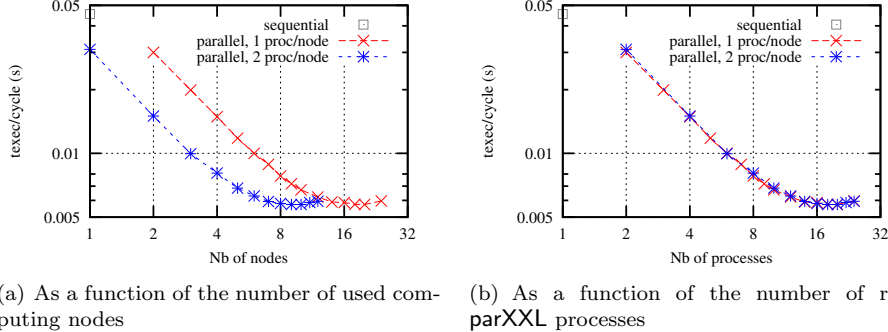 0.05
0.01
0.005
texec/cycle (s)
sequential
parallel, 1 proc/node
parallel, 2 proc/node
1 2 4 8 16 32
Nb of nodes
(a) As a function of the number of used com-
puting nodes
0.05
0.01
0.005
texec/cycle (s)
sequential
parallel, 1 proc/node
parallel, 2 proc/node
1 2 4 8 16 32
Nb of processes
(b) As a function of the number of r
parXXL processes